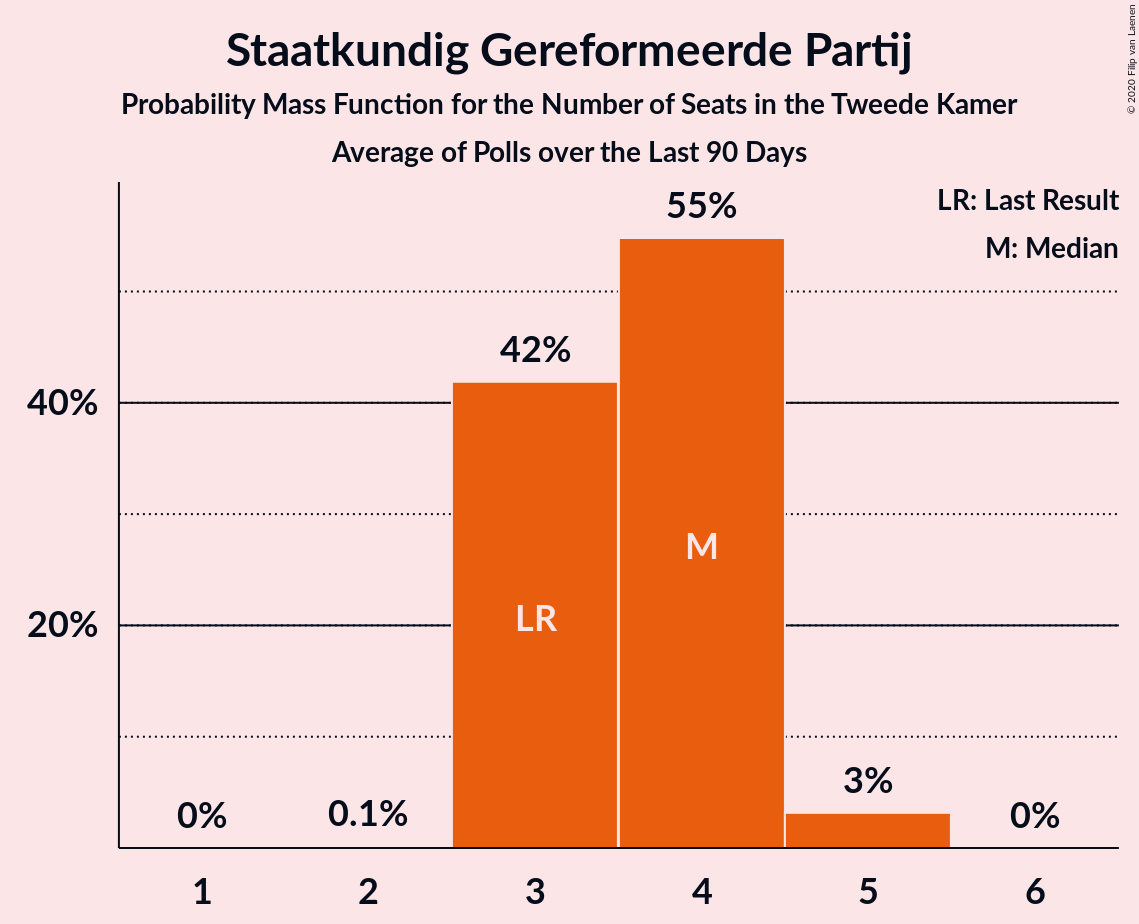 Staatkundig Gereformeerde Partij
Probability Mass Function for the Number of Seats in the Tweede Kamer
Average of Polls over the Last 90 Days
© 2020 Filip van Laenen
LR: Last Result
M: Median
55%
42%
40%
M
LR
20%
3%
0%
0.1%
0%
1 2 3 4 5 6